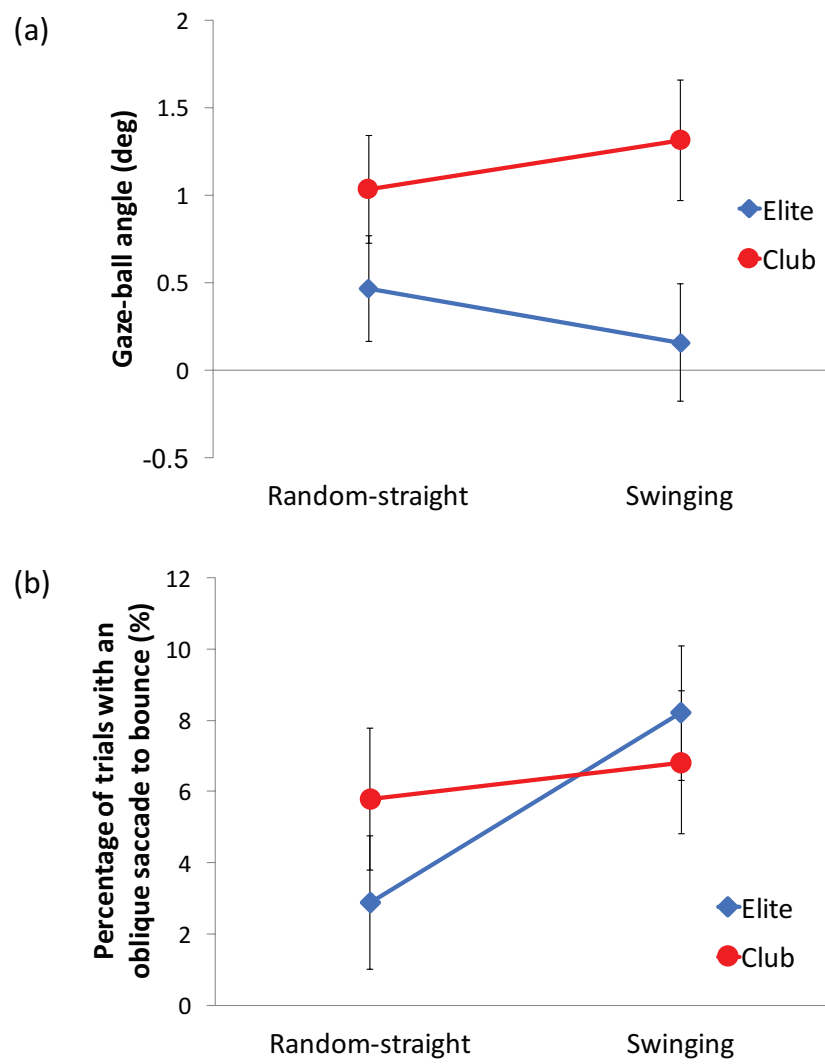 (a)
Gaze-ball angle (deg)
2
1.5
1
0.5
0
-0.5
Random-straight
Swinging
Elite
Club
(b)
Percentage of trials with an
oblique saccade to bounce (%)
12
10
8
6
4
2
0
Random-straight
Swinging
Elite
Club